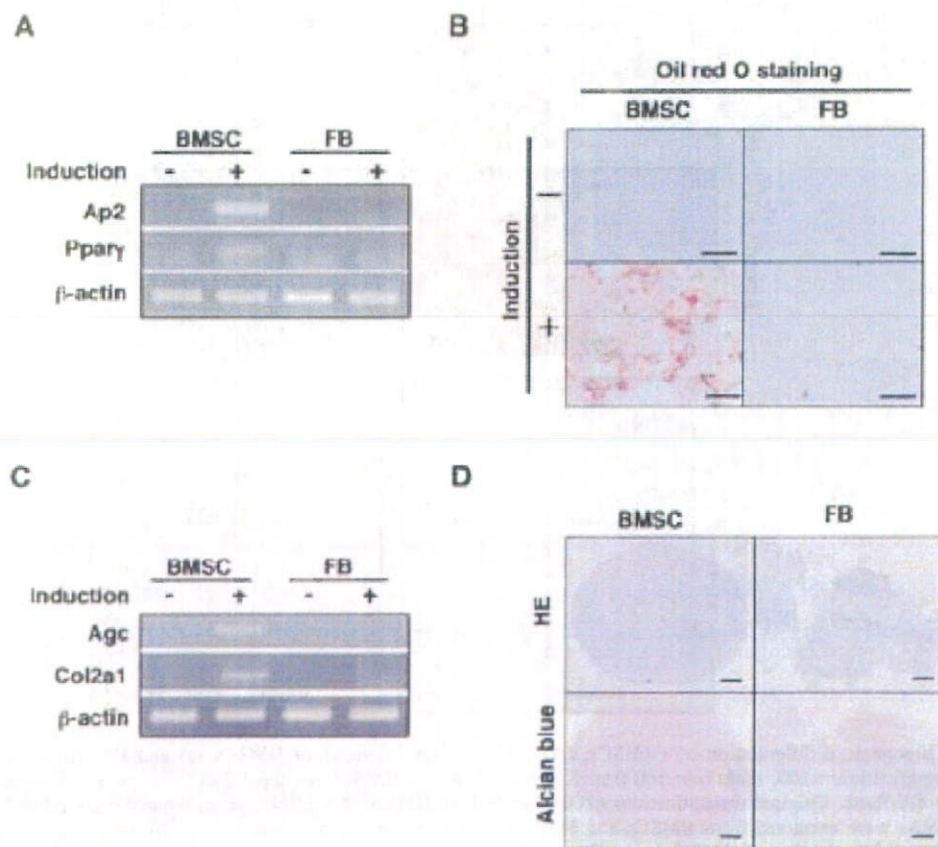 A
BMSC FB
Induction - + - +
Ap2
Pparγ
β-actin
B
Oil red O staining
BMSC FB
Induction
−
+
C
BMSC FB
Induction - + - +
Agc
Col2a1
β-actin
D
BMSC FB
HE
Alcian blue